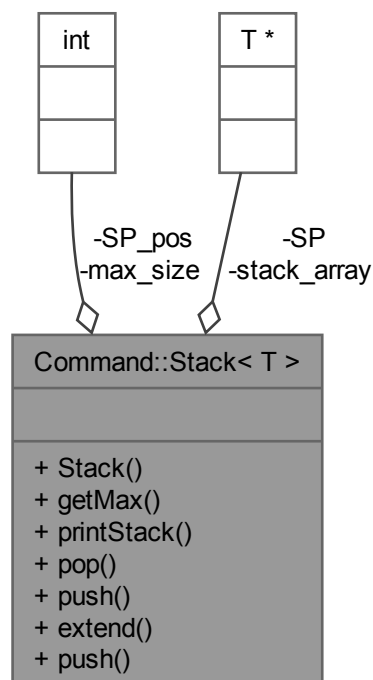 int
T *
-SP_pos
-max_size
-SP
-stack_array
Command::Stack< T >
+ Stack()
+ getMax()
+ printStack()
+ pop()
+ push()
+ extend()
+ push()